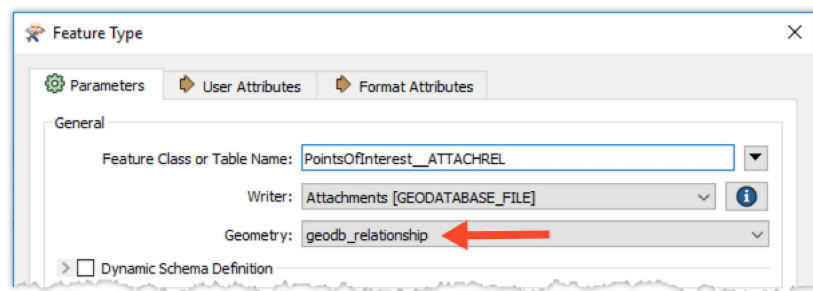 Feature Type
Parameters User Attributes Format Attributes
General
Feature Class or Table Name: PointsOfInterest__ATTACHREL
Writer: Attachments [GEODATABASE_FILE]
Geometry: geodb_relationship
Dynamic Schema Definition